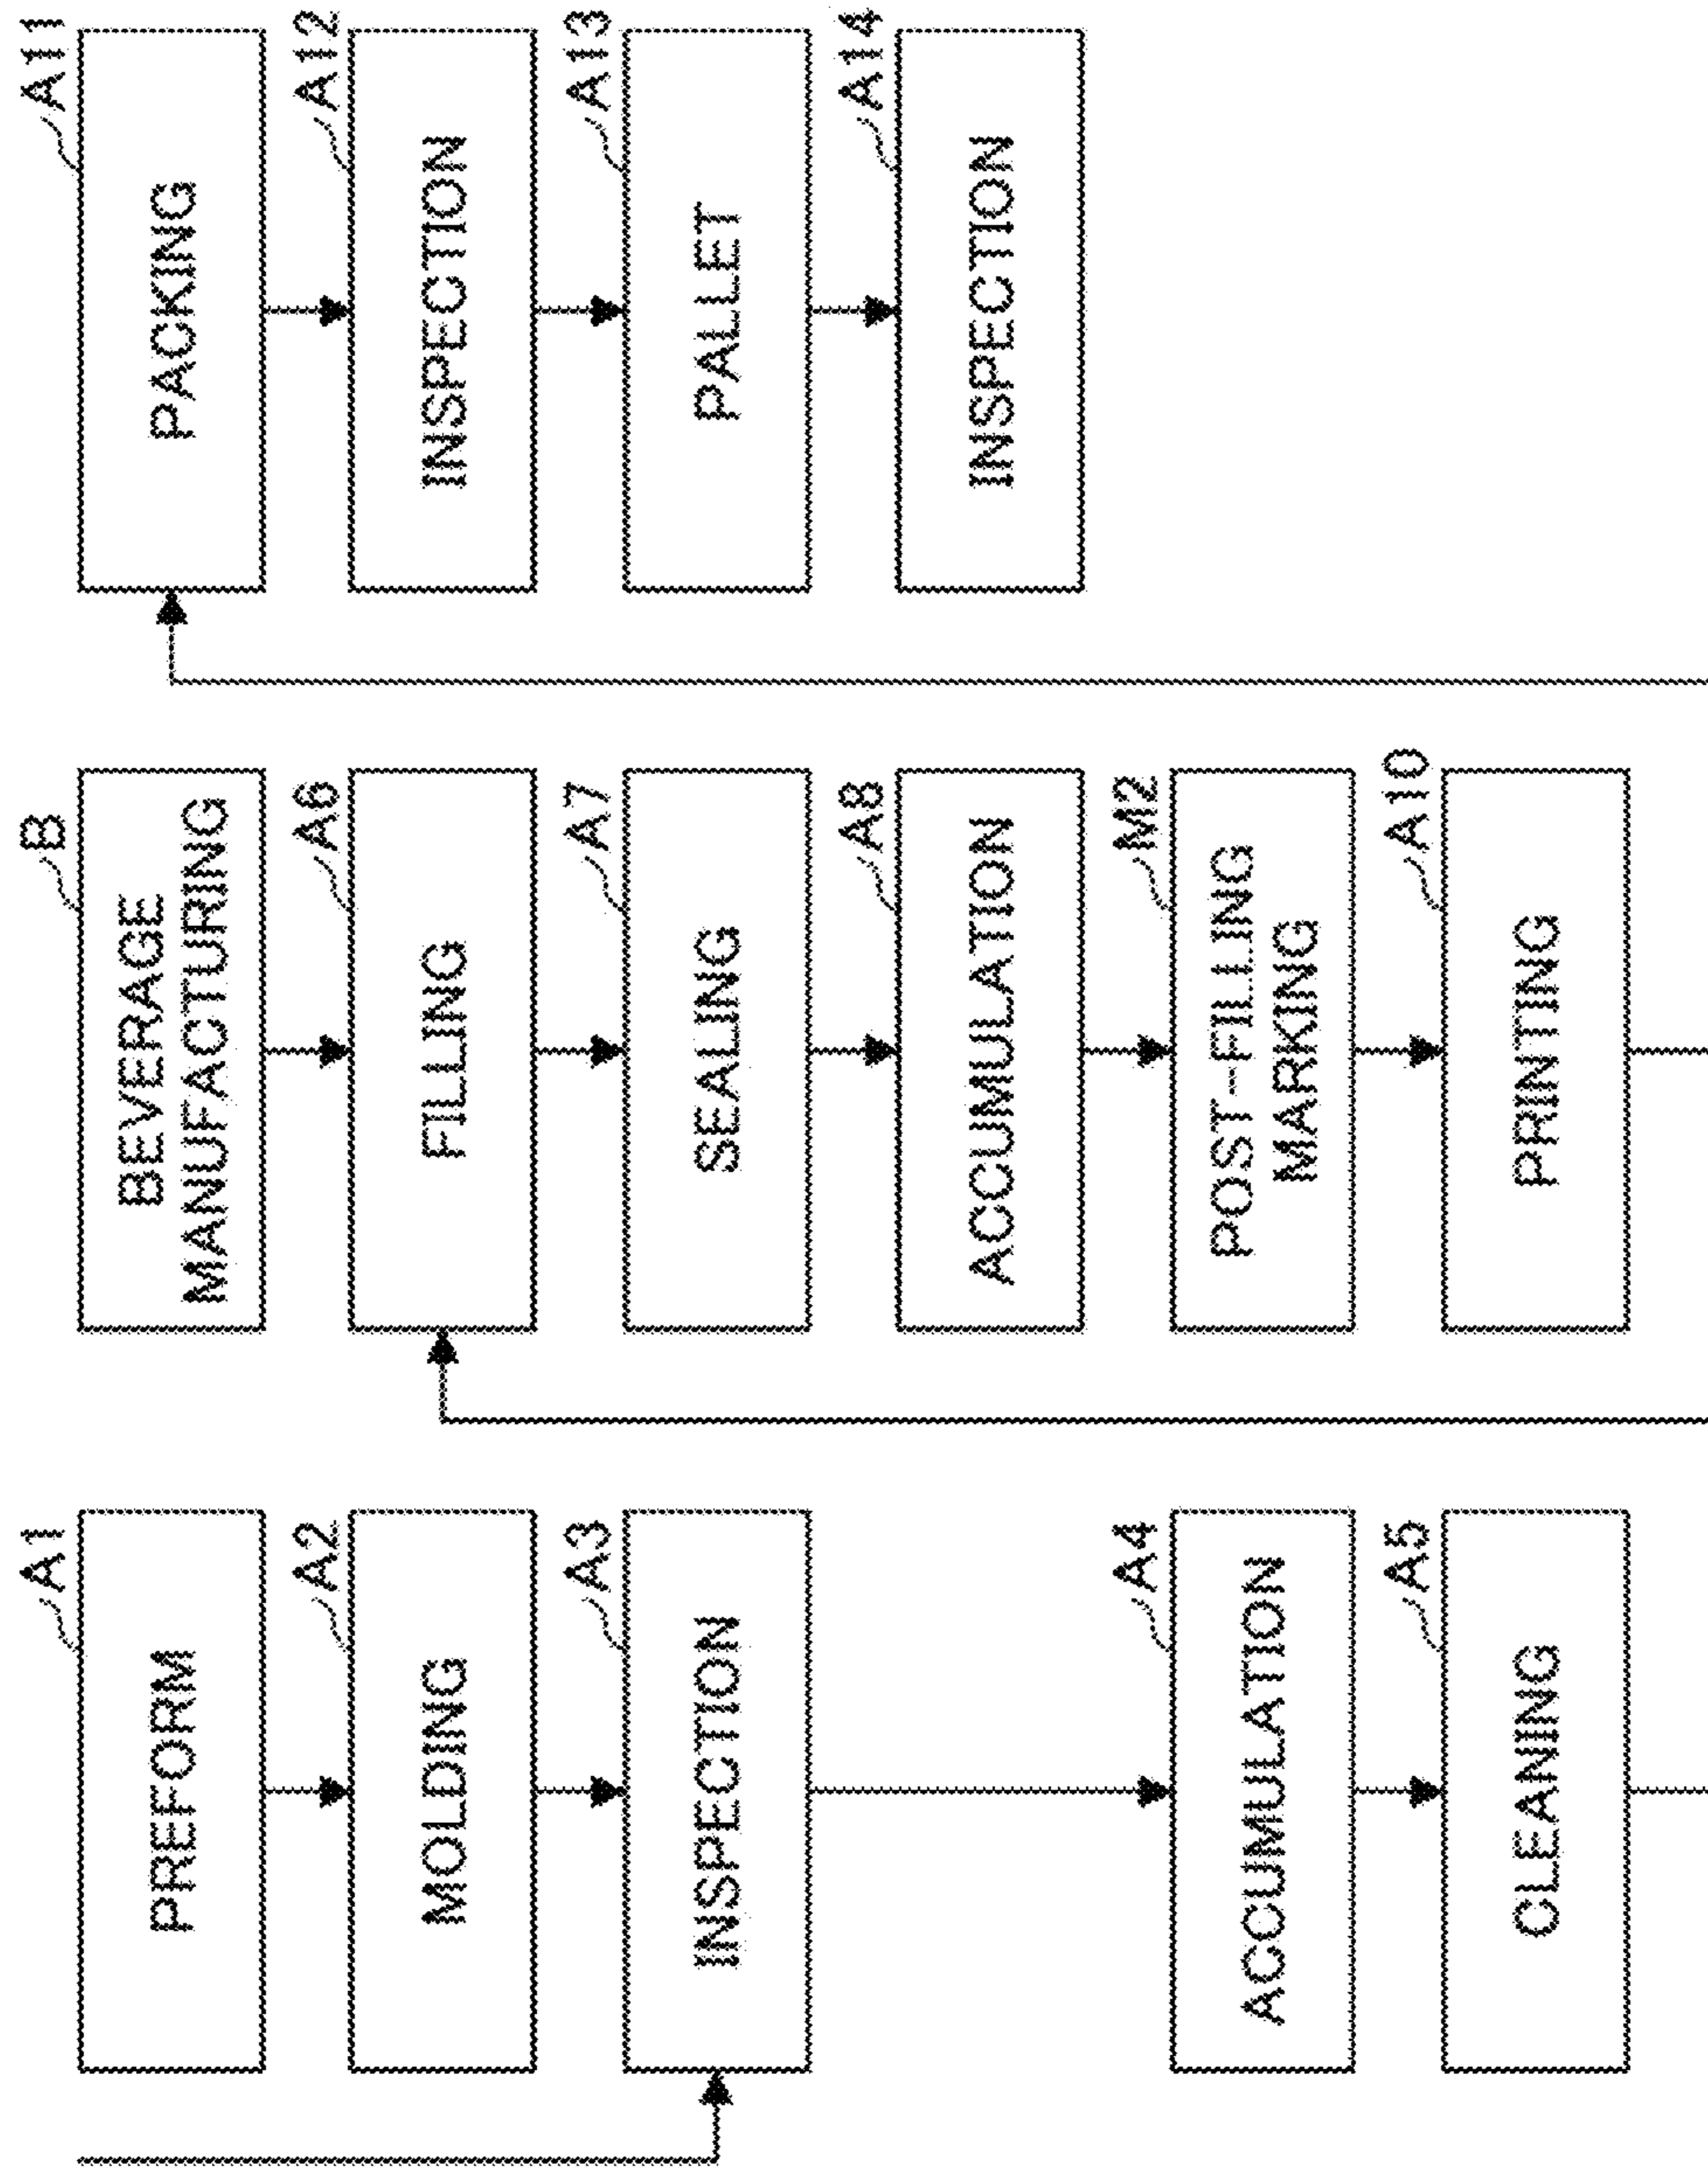 A1
PREFORM
A2
MOLDING
A3
INSPECTION
A4
ACCUMULATION
A5
CLEANING
B
BEVERAGE
MANUFACTURING
A6
FILLING
A7
SEALING
A8
ACCUMULATION
M2
POST-FILLING
MARKING
A10
PRINTING
A11
PACKING
A12
INSPECTION
A13
PALLET
A14
INSPECTION